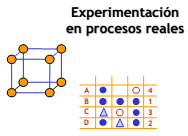 Experimentación
en procesos reales
A 4
B 1
C 3
D 2